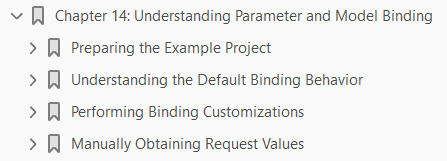 Chapter 14: Understanding Parameter and Model Binding
Preparing the Example Project
Understanding the Default Binding Behavior
Performing Binding Customizations
Manually Obtaining Request Values